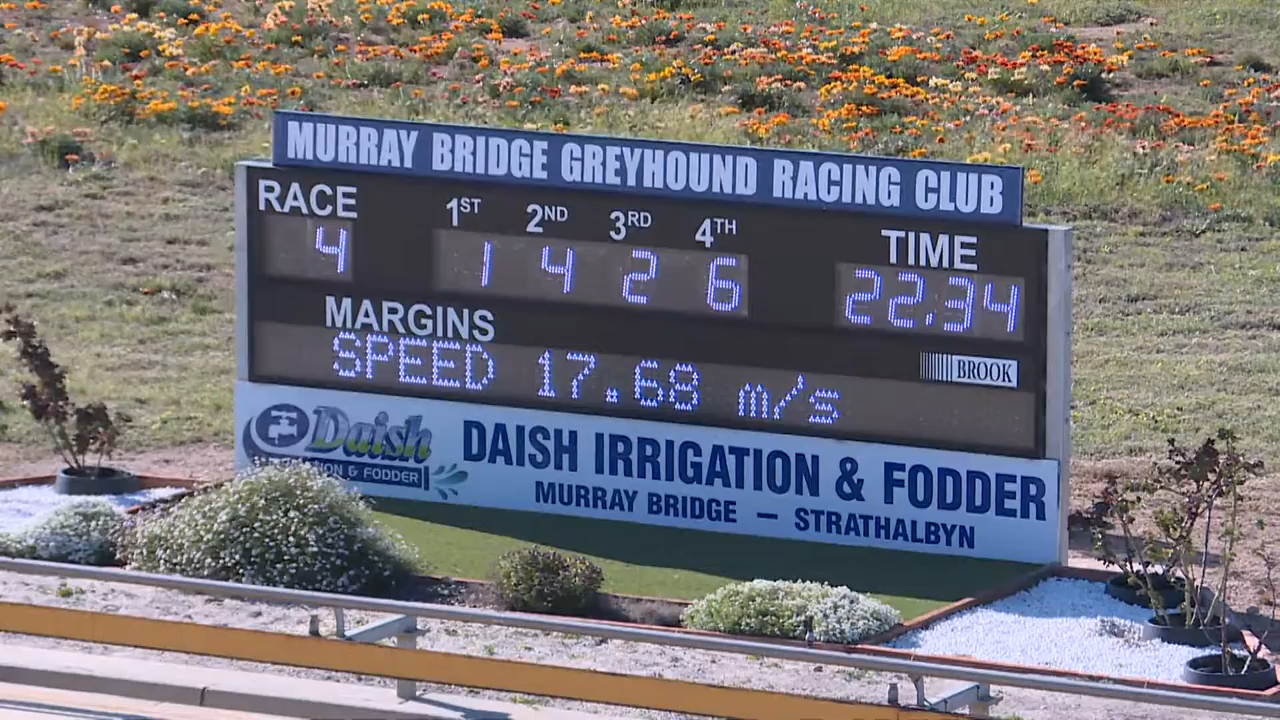 MURRAY BRIDGE GREYHOUND RACING CLUB
RACE 1ST 2ND 3RD 4TH TIME
4 1 4 2 6 22.34
MARGINS
SPEED 17.68 m/s
BROOK
Daish
& FODDER
DAISH IRRIGATION & FODDER
MURRAY BRIDGE — STRATHALBYN